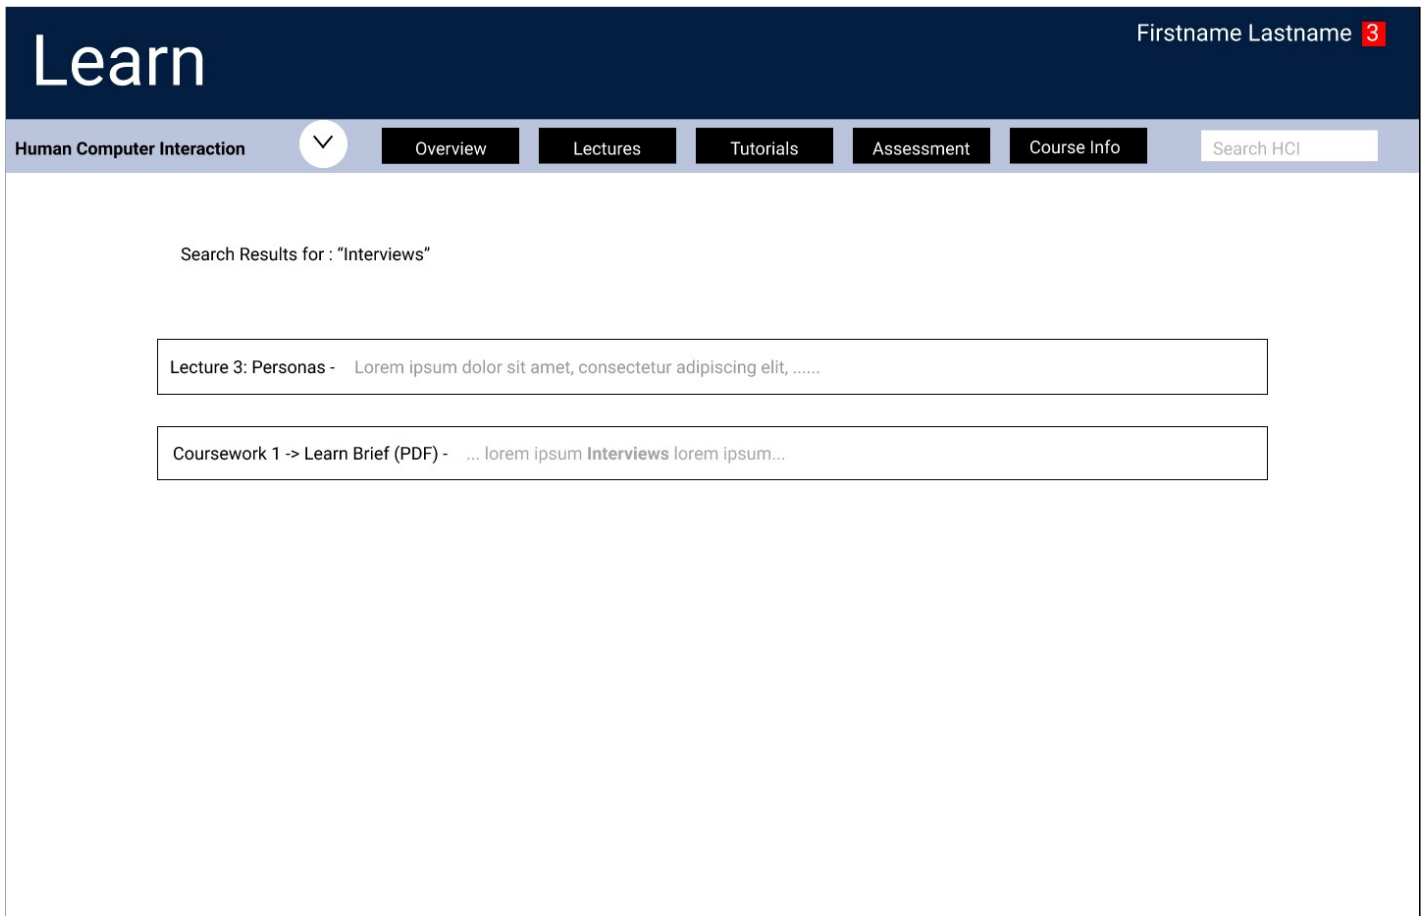 Learn
Firstname Lastname 3
Human Computer Interaction
Overview
Lectures
Tutorials
Assessment
Course Info
Search HCI
Search Results for : “Interviews”
Lecture 3: Personas - Lorem ipsum dolor sit amet, consectetur adipiscing elit, ......
Coursework 1 -> Learn Brief (PDF) - ... lorem ipsum Interviews lorem ipsum...